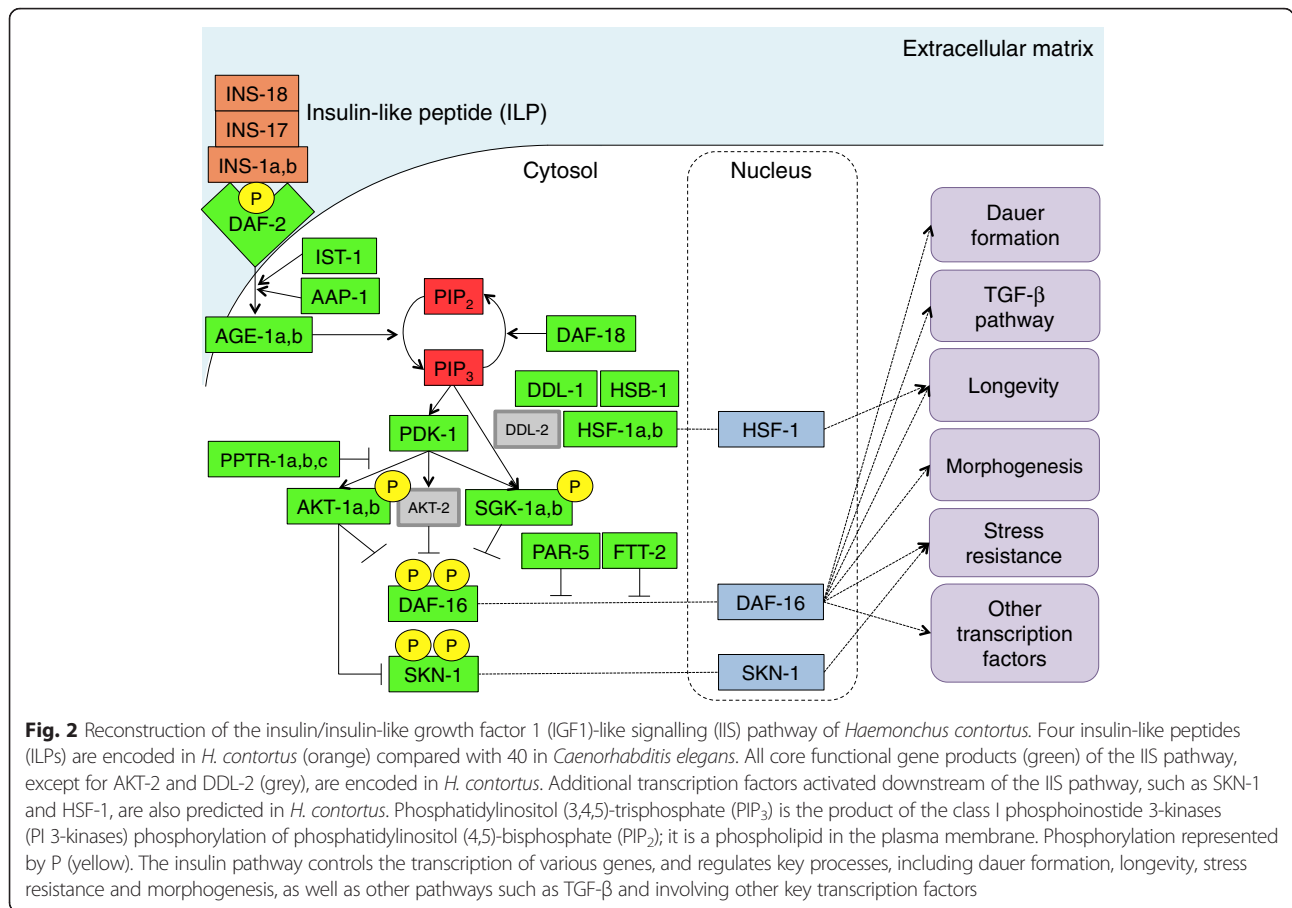 Extracellular matrix
INS-18
Insulin-like peptide (ILP)
INS-17
INS-1a,b
Cytosol
Nucleus
P
DAF-2
Dauer
formation
IST-1
AAP-1
PIP₂
TGF-β
pathway
AGE-1a,b
DAF-18
PIP₃
Longevity
DDL-1
HSB-1
PDK-1
DDL-2
HSF-1a,b
HSF-1
PPTR-1a,b,c
Morphogenesis
P
P
AKT-1a,b
AKT-2
SGK-1a,b
Stress
resistance
PAR-5
FTT-2
P
P
DAF-16
DAF-16
Other
transcription
factors
P
P
SKN-1
SKN-1
Fig. 2 Reconstruction of the insulin/insulin-like growth factor 1 (IGF1)-like signalling (IIS) pathway of Haemonchus contortus. Four insulin-like peptides
(ILPs) are encoded in H. contortus (orange) compared with 40 in Caenorhabditis elegans. All core functional gene products (green) of the IIS pathway,
except for AKT-2 and DDL-2 (grey), are encoded in H. contortus. Additional transcription factors activated downstream of the IIS pathway, such as SKN-1
and HSF-1, are also predicted in H. contortus. Phosphatidylinositol (3,4,5)-trisphosphate (PIP₃) is the product of the class I phosphoinostide 3-kinases
(PI 3-kinases) phosphorylation of phosphatidylinositol (4,5)-bisphosphate (PIP₂); it is a phospholipid in the plasma membrane. Phosphorylation represented
by P (yellow). The insulin pathway controls the transcription of various genes, and regulates key processes, including dauer formation, longevity, stress
resistance and morphogenesis, as well as other pathways such as TGF-β and involving other key transcription factors